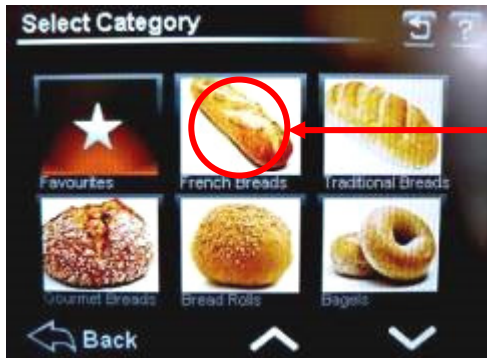 Select Category
?
Favourites
French Breads
Traditional Breads
Gourmet Breads
Bread Rolls
Bagels
Back